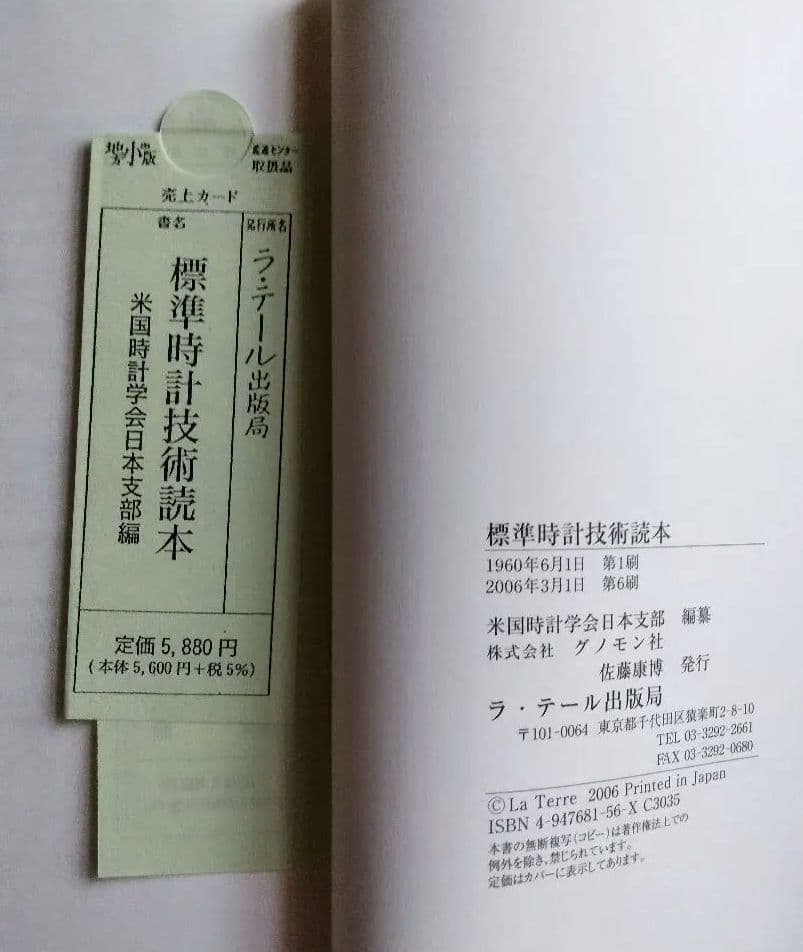 地方小出版
流通センター
取扱品
売上カード
書名
発行所名
ラ・テール出版局
標準時計技術読本
米国時計学会日本支部編
定価5,880円
(本体5,600円+税5%)
標準時計技術読本
1960年6月1日 第1刷
2006年3月1日 第6刷
米国時計学会日本支部 編纂
株式会社 グノモン社
佐藤康博 発行
ラ・テール出版局
〒101-0064 東京都千代田区猿楽町2-8-10
TEL 03-3292-2661
FAX 03-3292-0680
©La Terre 2006 Printed in Japan
ISBN 4-947681-56-X C3035
本書の無断複写(コピー)は著作権法上での
例外を除き,禁じられています。
定価はカバーに表示してあります。